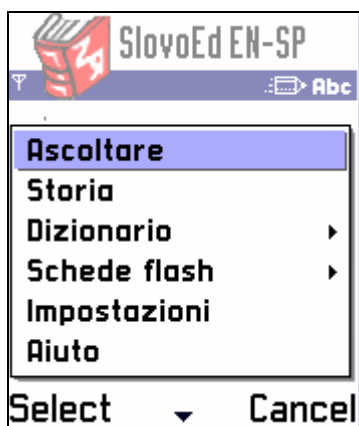 SlovoEd EN-SP
Abc
Ascoltare
Storia
Dizionario
Schede flash
Impostazioni
Aiuto
Select Cancel